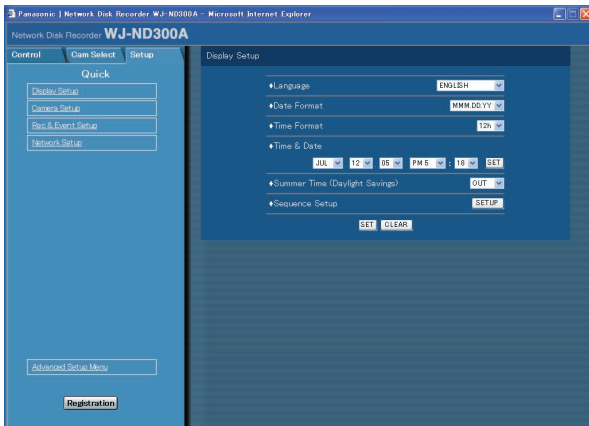 Panasonic | Network Disk Recorder WJ-ND300A - Microsoft Internet Explorer
Network Disk Recorder WJ-ND300A
Control Cam Select Setup
Quick
Display Setup
Camera Setup
Rec & Event Setup
Network Setup
Advanced Setup Menu
Registration
Display Setup
♦Language ENGLISH
♦Date Format MMM.DD.YY
♦Time Format 12h
♦Time & Date
JUL 12 . 05 PM 5 : 18 SET
♦Summer Time (Daylight Savings) OUT
♦Sequence Setup SETUP
SET CLEAR